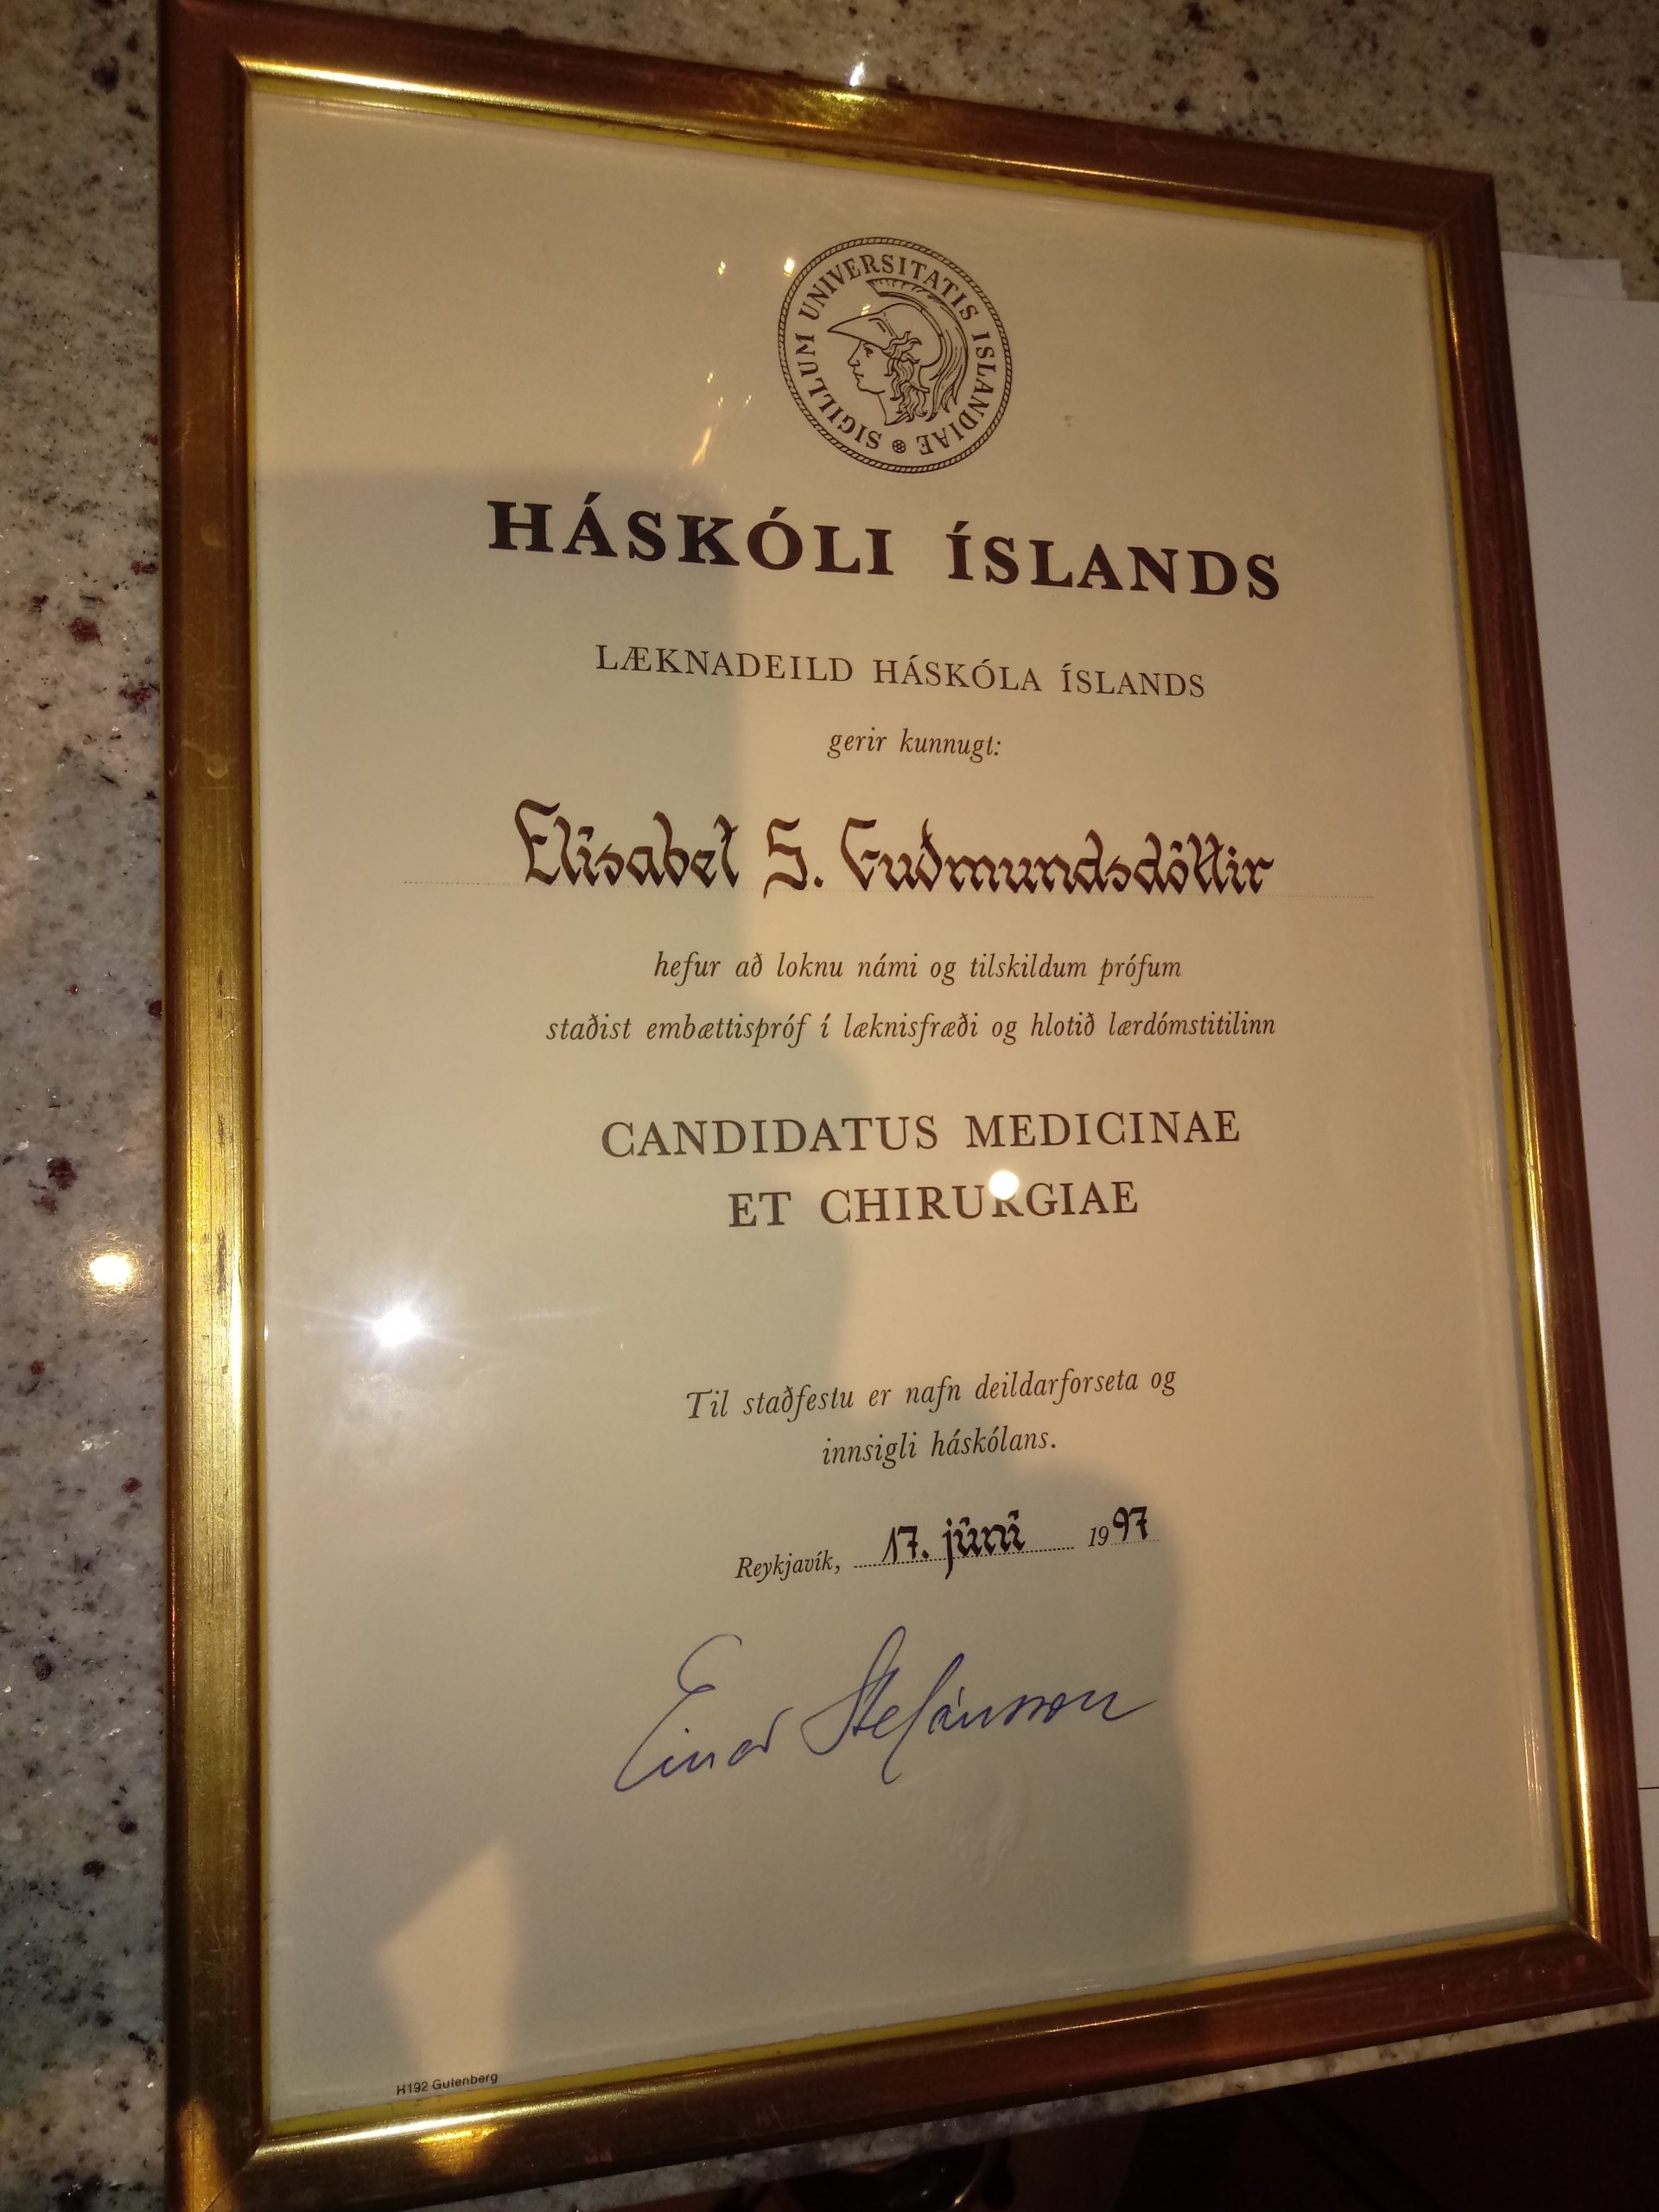 SIGILLUM UNIVERSITATIS ISLANDIAE
HÁSKÓLI ÍSLANDS
LÆKNADEILD HÁSKÓLA ÍSLANDS
gerir kunnugt:
Elísabet S. Guðmundsdóttir
hefur að loknu námi og tilskildum prófum
staðist embættispróf í læknisfræði og hlotið lærdómstitilinn
CANDIDATUS MEDICINAE
ET CHIRURGIAE
Til staðfestu er nafn deildarforseta og
innsigli háskólans.
Reykjavík, 17. júní 1997
Einar Stefánsson
H192 Gutenberg